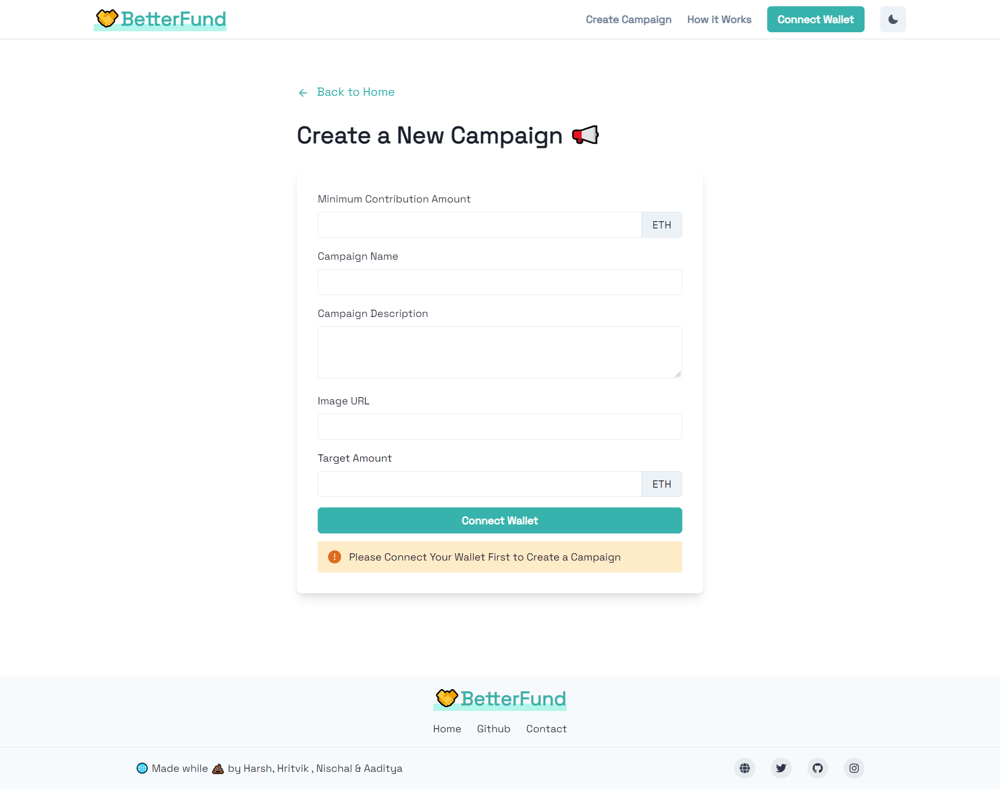 BetterFund
Create Campaign
How it Works
Connect Wallet
Back to Home
Create a New Campaign
Minimum Contribution Amount
ETH
Campaign Name
Campaign Description
Image URL
Target Amount
ETH
Connect Wallet
Please Connect Your Wallet First to Create a Campaign
BetterFund
Home
Github
Contact
🌐 Made while 💩 by Harsh, Hritvik , Nischal & Aaditya